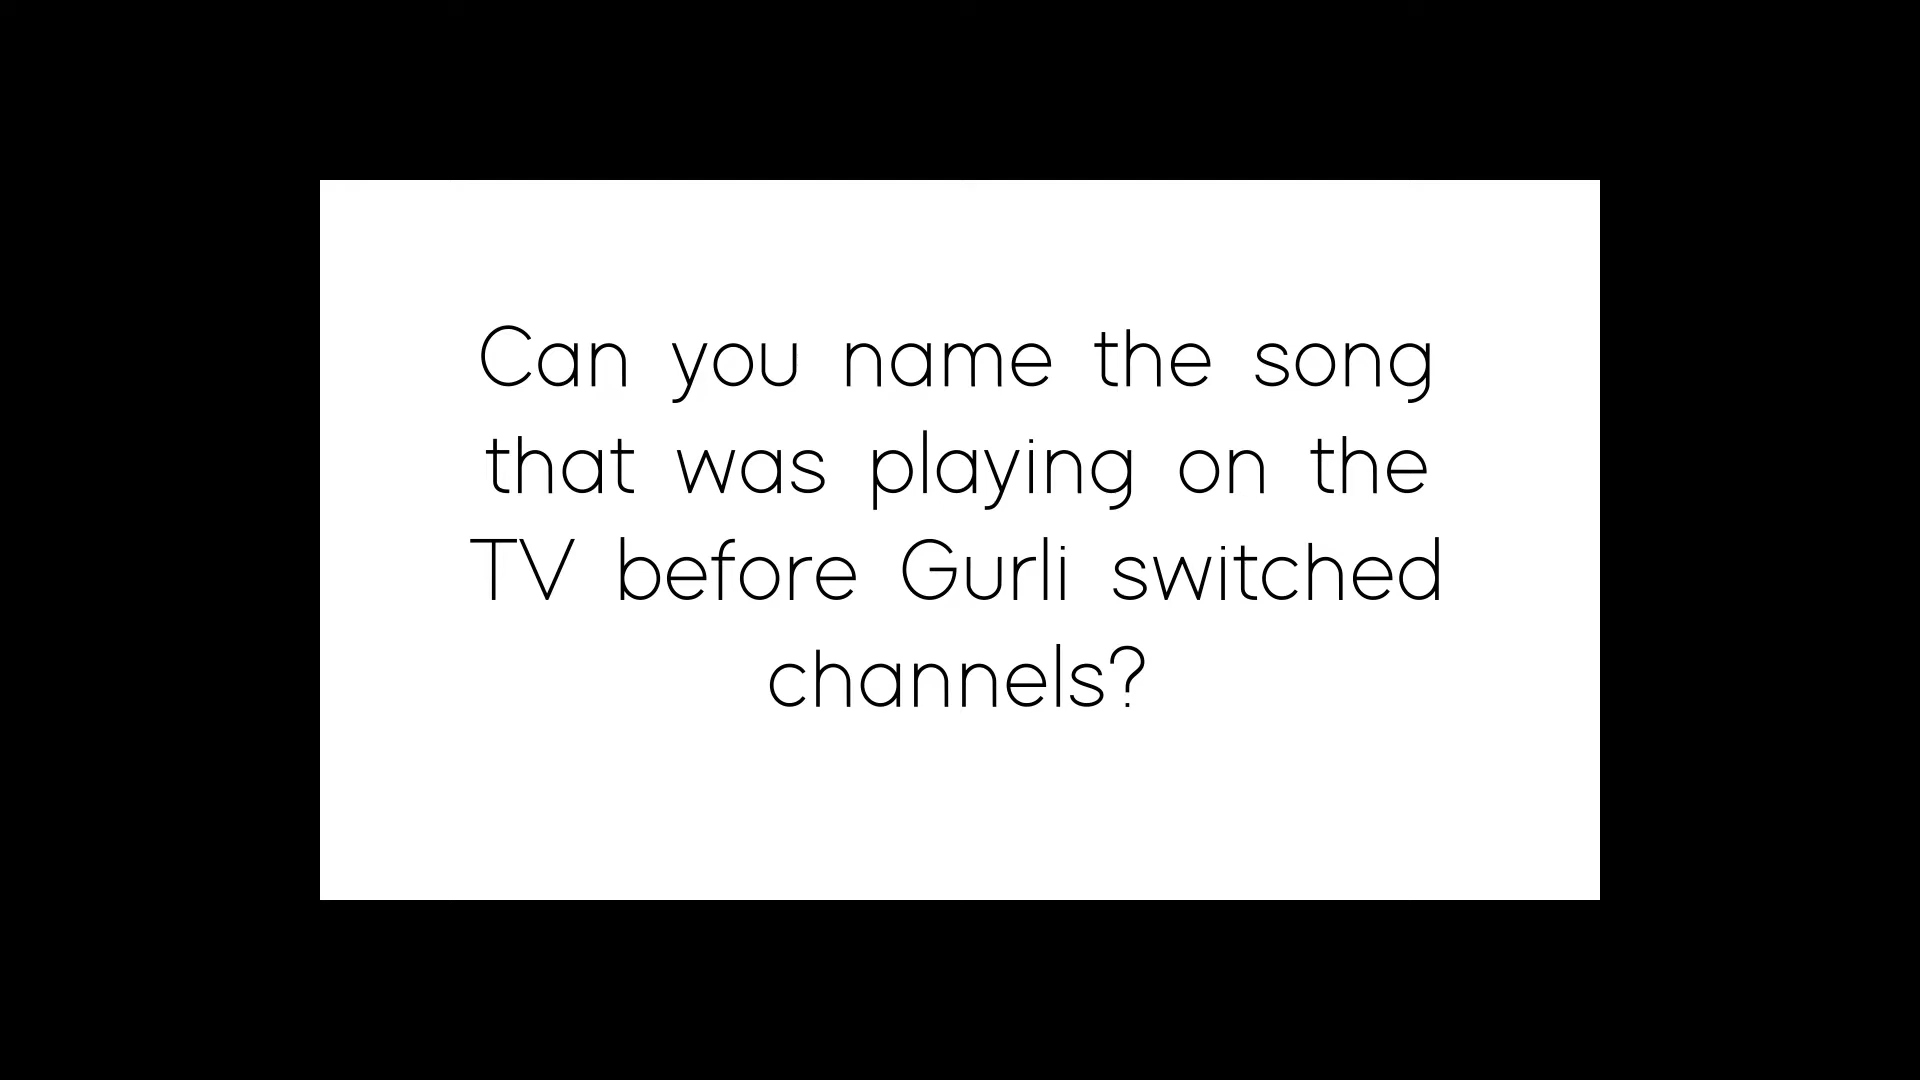 Can you name the song
that was playing on the
TV before Gurli switched
channels?